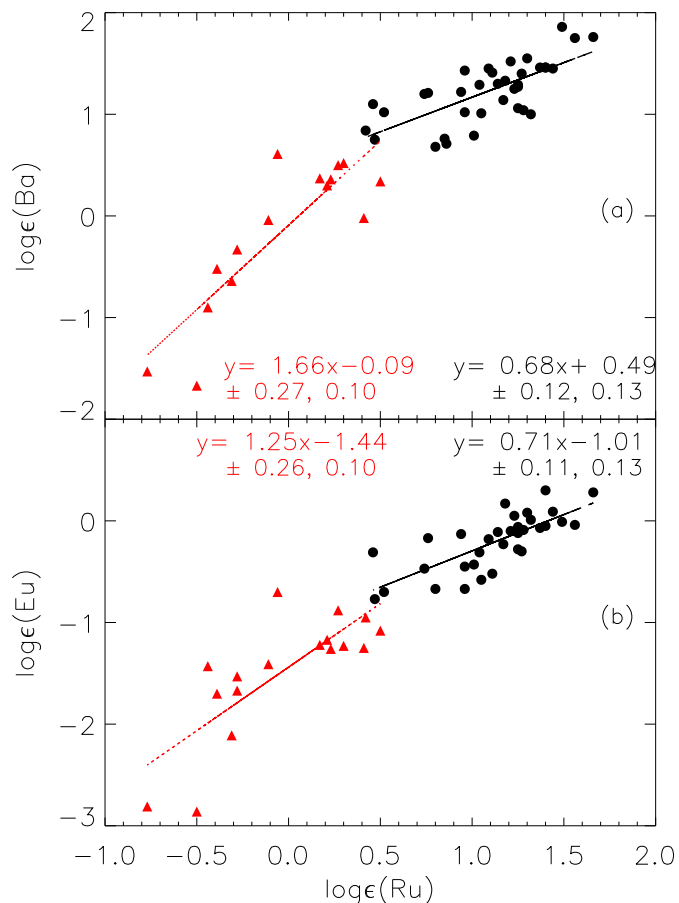 2
1
0
−1
−2
logϵ(Ba)
(a)
y= 1.66x−0.09
± 0.27, 0.10
y= 0.68x+ 0.49
± 0.12, 0.13
y= 1.25x−1.44
± 0.26, 0.10
y= 0.71x−1.01
± 0.11, 0.13
0
−1
−2
−3
logϵ(Eu)
(b)
−1.0 −0.5 0.0 0.5 1.0 1.5 2.0
logϵ(Ru)